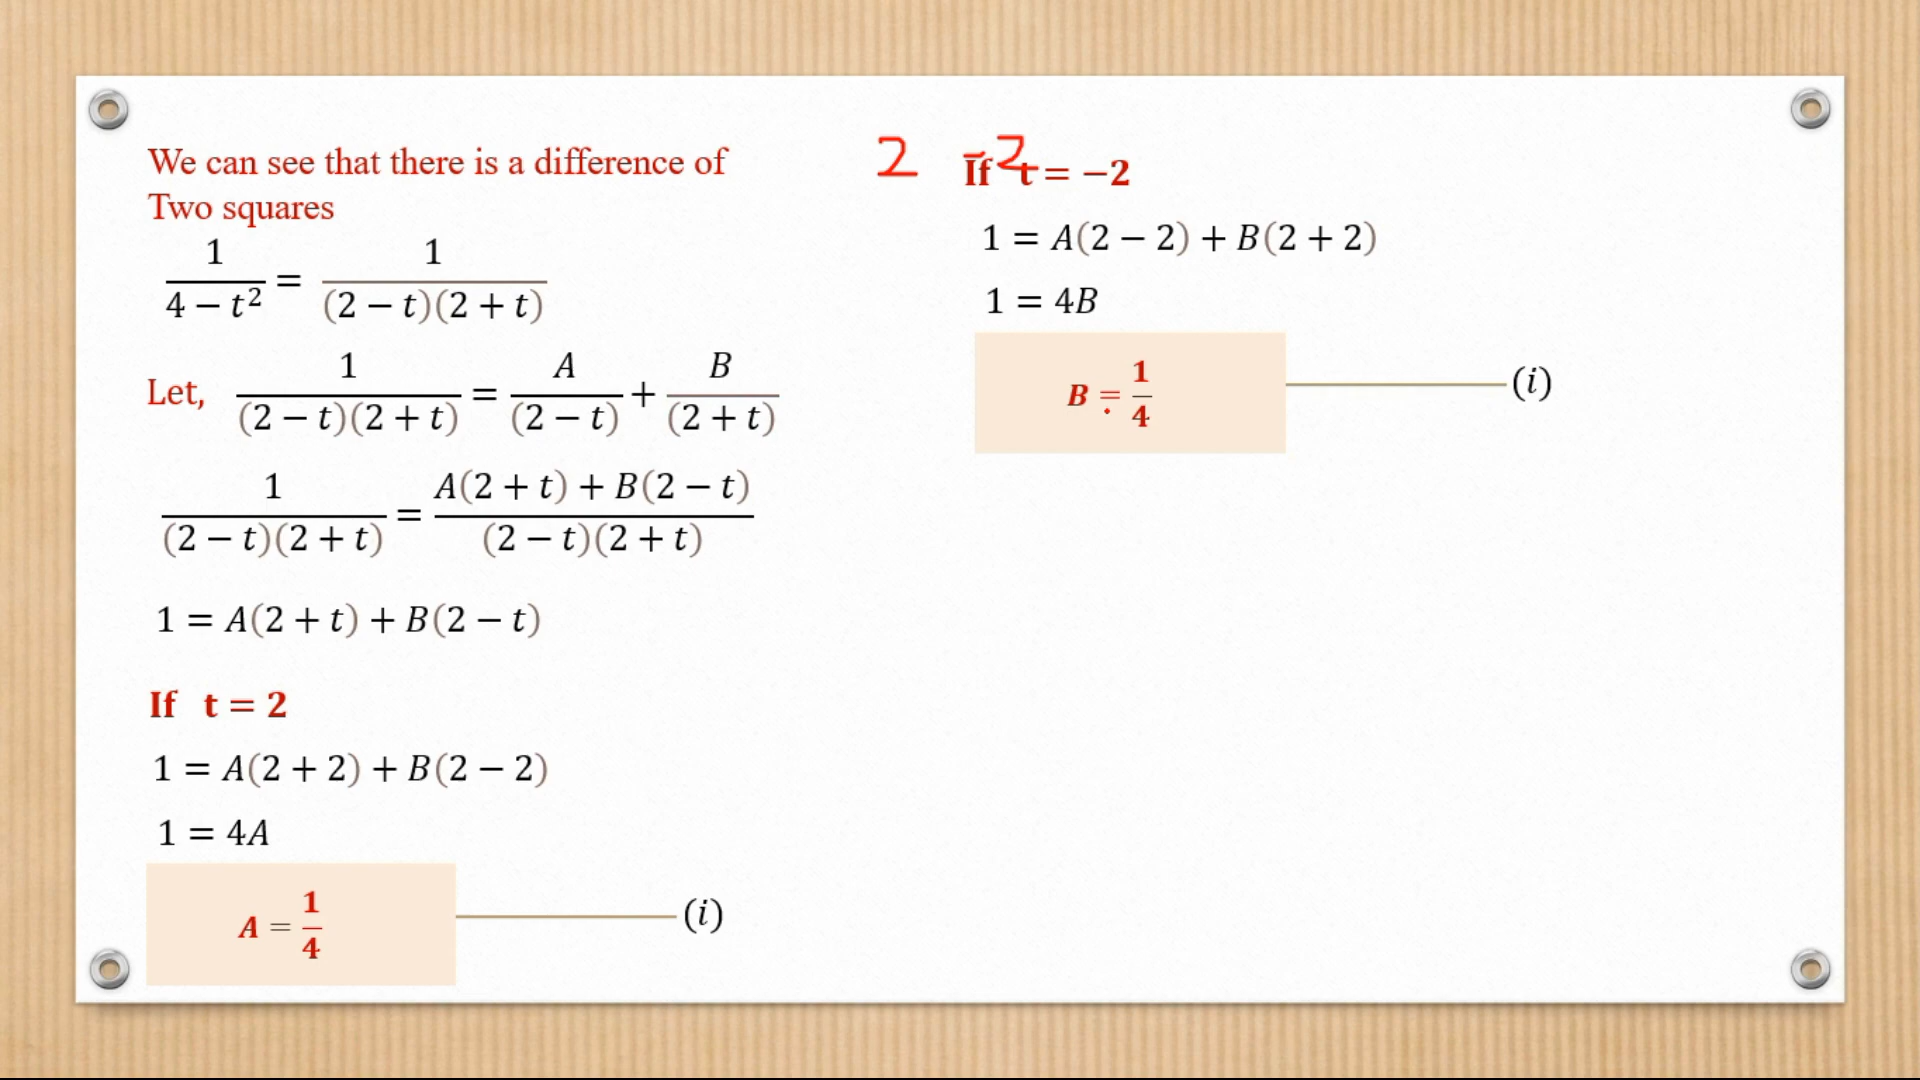 We can see that there is a difference of
Two squares
1/(4 − t²) = 1/((2 − t)(2 + t))
Let, 1/((2 − t)(2 + t)) = A/(2 − t) + B/(2 + t)
1/((2 − t)(2 + t)) = (A(2 + t) + B(2 − t))/((2 − t)(2 + t))
1 = A(2 + t) + B(2 − t)
If t = 2
1 = A(2 + 2) + B(2 − 2)
1 = 4A
A = 1/4 (i)
2 −2
If t = −2
1 = A(2 − 2) + B(2 + 2)
1 = 4B
B = 1/4 (i)